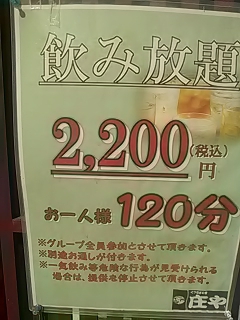 飲み放題
2,200円(税込)
お一人様 120分
※グループ全員参加とさせて頂きます。
※別途お通しが付きます。
※一気飲み等危険な行為が見受けられる
場合は、提供を停止させて頂きます。
庄や